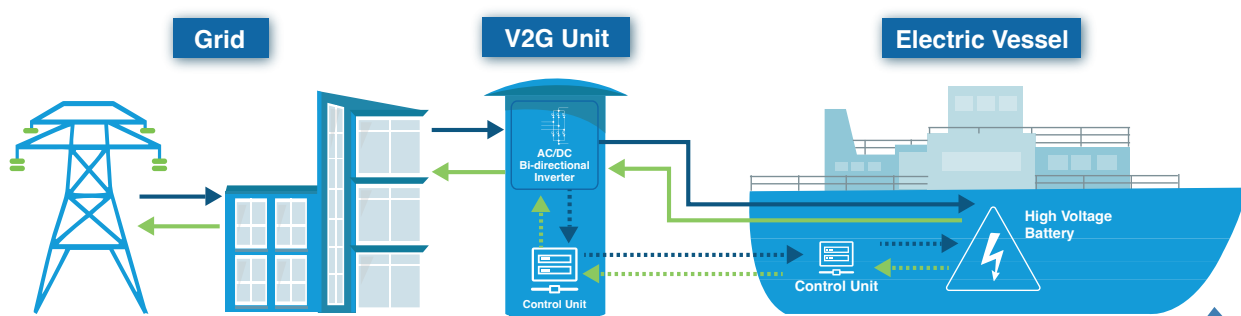 Grid
V2G Unit
Electric Vessel
AC/DC
Bi-directional
Inverter
High Voltage
Battery
Control Unit
Control Unit